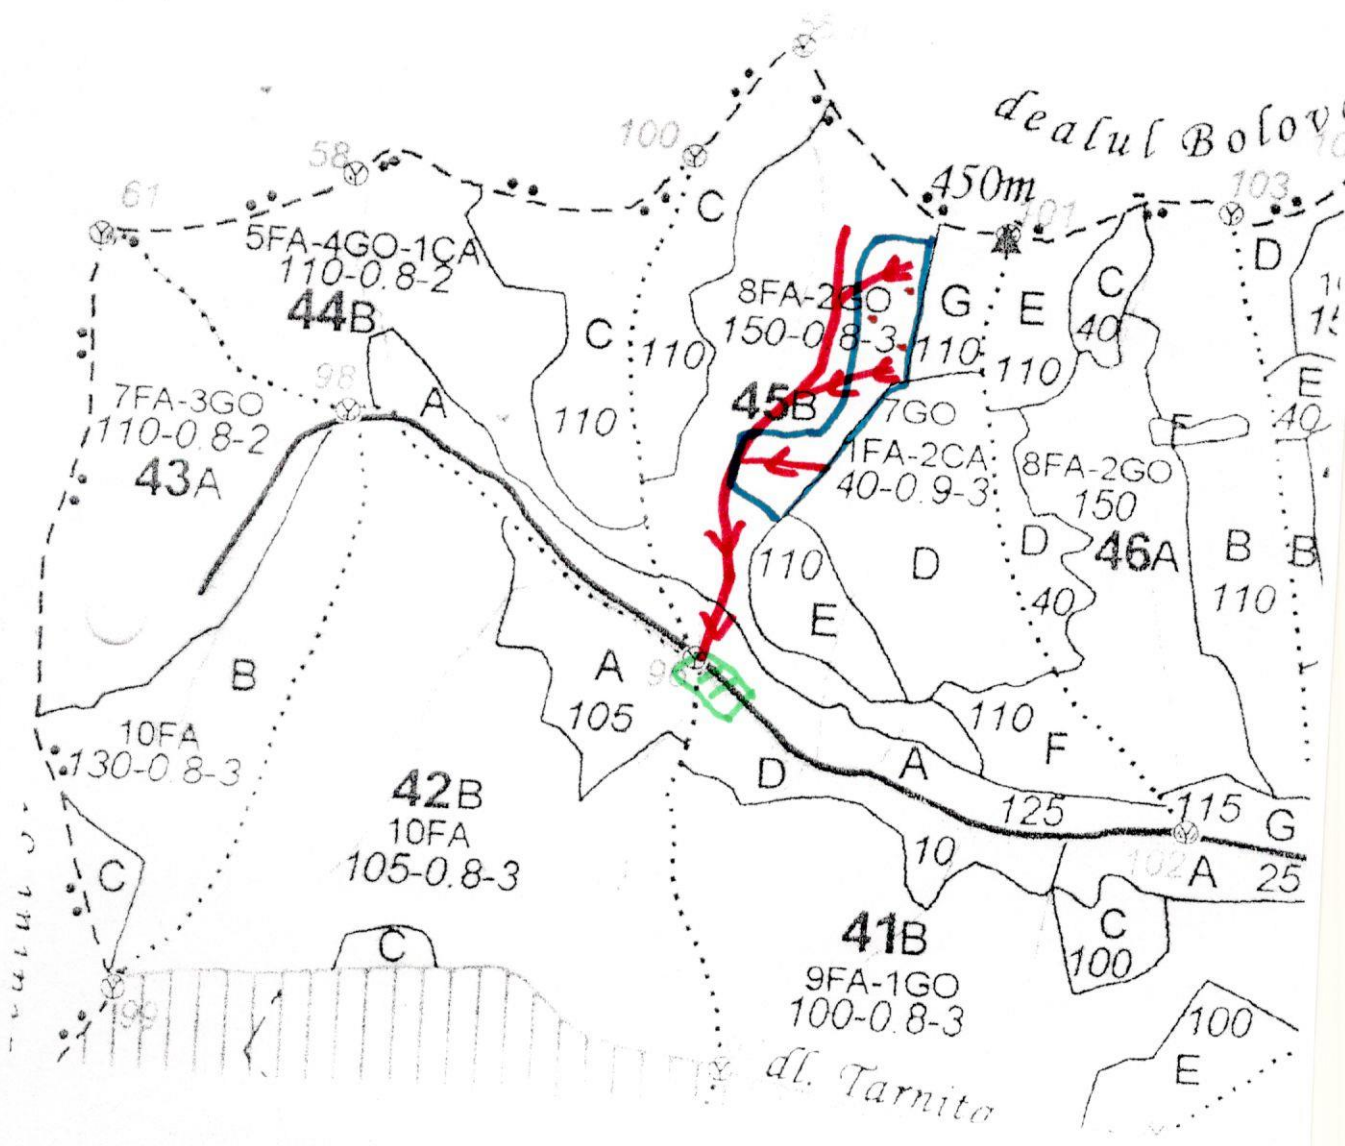 dealul
100
58
61
450m
101
103
C
D
5FA-4GO-1CA
110-0.8-2
44B
8FA-2GO
150-0.8-3
G
E
C
40
C
110
110
110
E
98
A
110
45B
7GO
1FA-2CA
40-0.9-3
F
40
7FA-3GO
110-0.8-2
43A
8FA-2GO
150
46A
110
D
D
B
B
110
40
E
B
A
105
110
F
10FA
130-0.8-3
D
A
125
115
G
42B
10FA
105-0.8-3
10
102
A
25
C
C
41B
C
100
9FA-1GO
100-0.8-3
99
100
E
dl. Tarnita